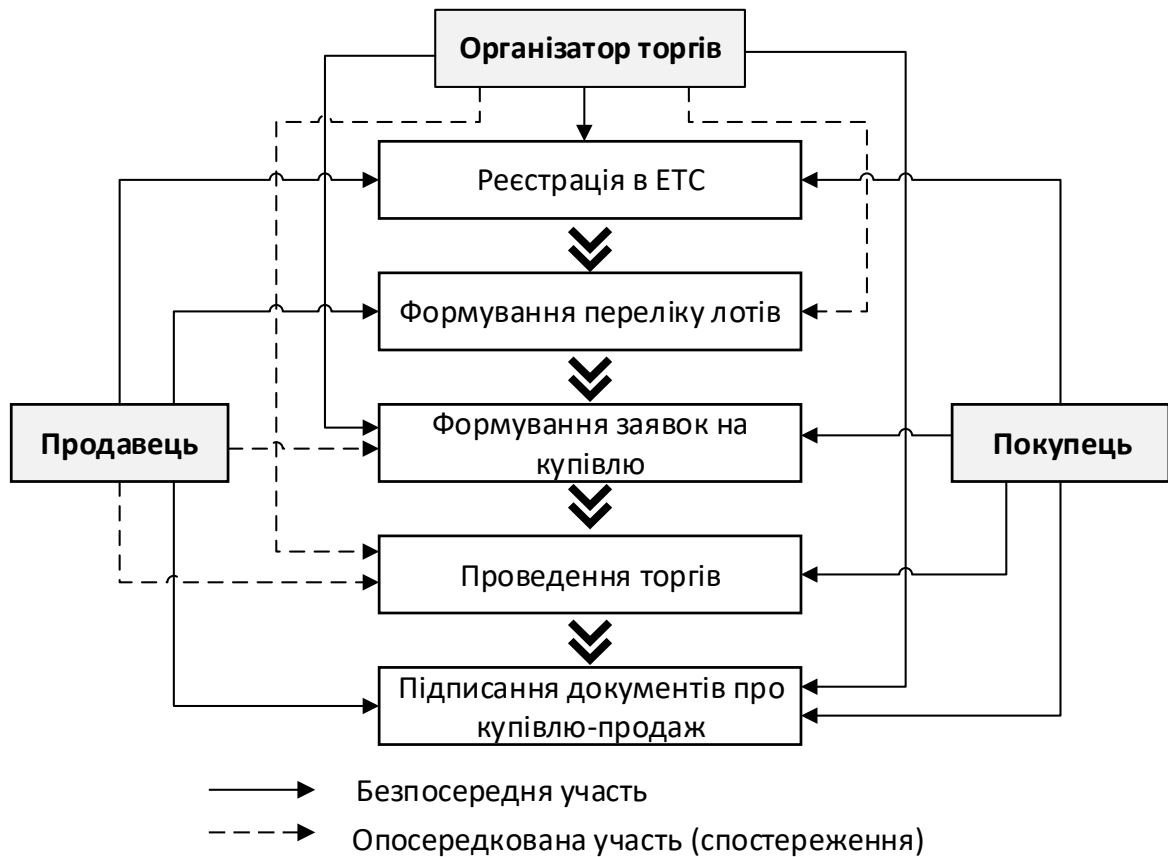 Організатор торгів
Реєстрація в ЕТС
Формування переліку лотів
Формування заявок на
купівлю
Продавець
Покупець
Проведення торгів
Підписання документів про
купівлю-продаж
Безпосередня участь
Опосередкована участь (спостереження)